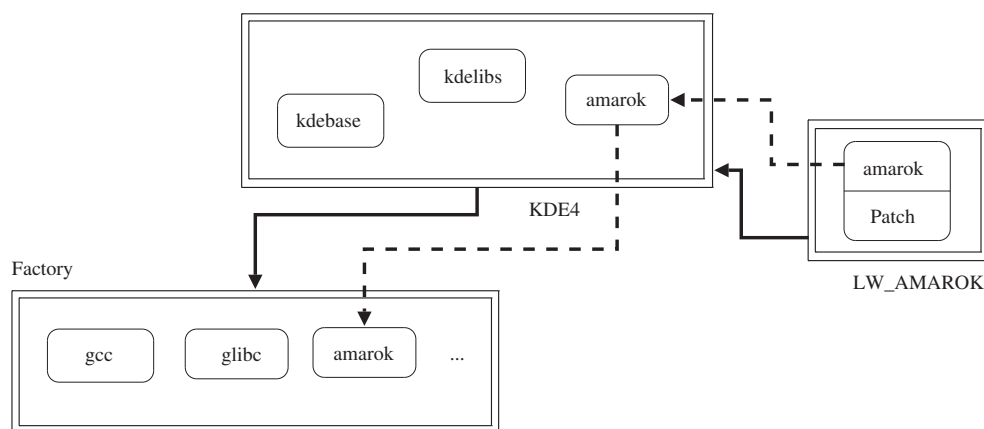 kdelibs
amarok
kdebase
amarok
Patch
KDE4
LW_AMAROK
Factory
gcc glibc amarok ...